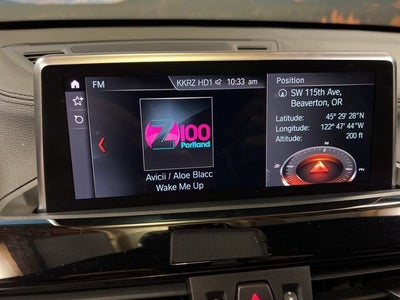 FM
KKRZ HD1 10:33 am
Z100
Portland
Avicii / Aloe Blacc
Wake Me Up
Position
SW 115th Ave,
Beaverton, OR
Latitude: 45° 29' 28" N
Longitude: 122° 47' 44" W
Altitude: 200 ft
N
E